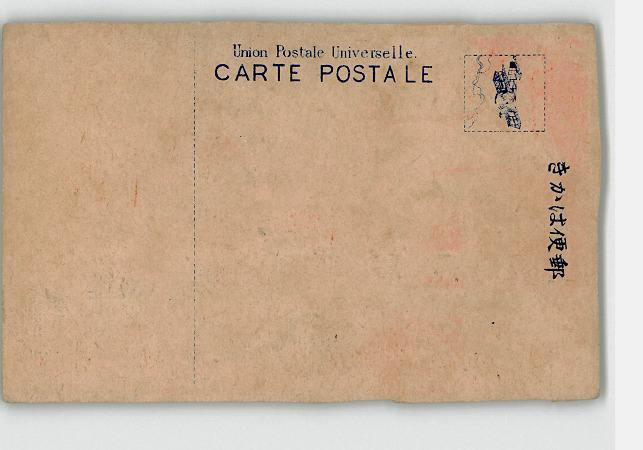 Union Postale Universelle.
CARTE POSTALE
きかは便郵